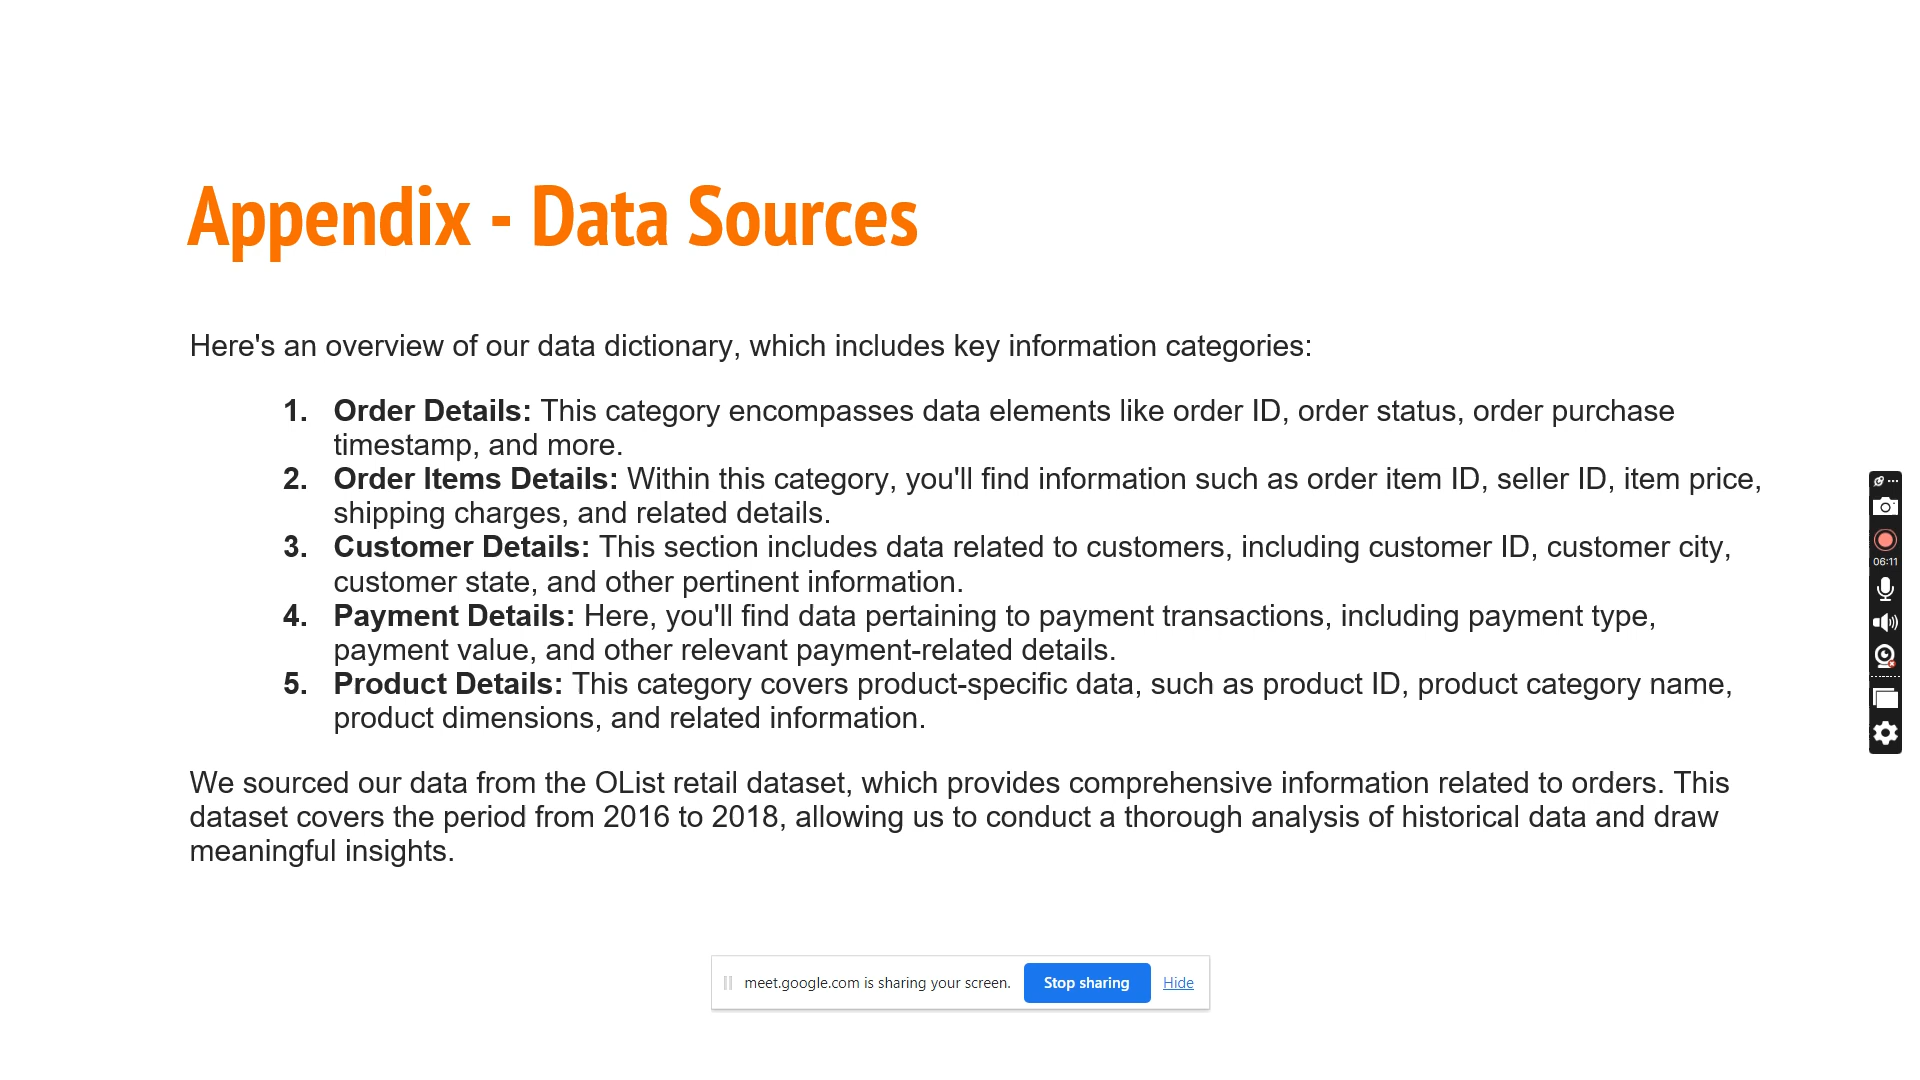 Appendix - Data Sources
Here's an overview of our data dictionary, which includes key information categories:
1. Order Details: This category encompasses data elements like order ID, order status, order purchase
timestamp, and more.
2. Order Items Details: Within this category, you'll find information such as order item ID, seller ID, item price,
shipping charges, and related details.
3. Customer Details: This section includes data related to customers, including customer ID, customer city,
customer state, and other pertinent information.
4. Payment Details: Here, you'll find data pertaining to payment transactions, including payment type,
payment value, and other relevant payment-related details.
5. Product Details: This category covers product-specific data, such as product ID, product category name,
product dimensions, and related information.
We sourced our data from the OList retail dataset, which provides comprehensive information related to orders. This
dataset covers the period from 2016 to 2018, allowing us to conduct a thorough analysis of historical data and draw
meaningful insights.
06:11
meet.google.com is sharing your screen. Stop sharing Hide